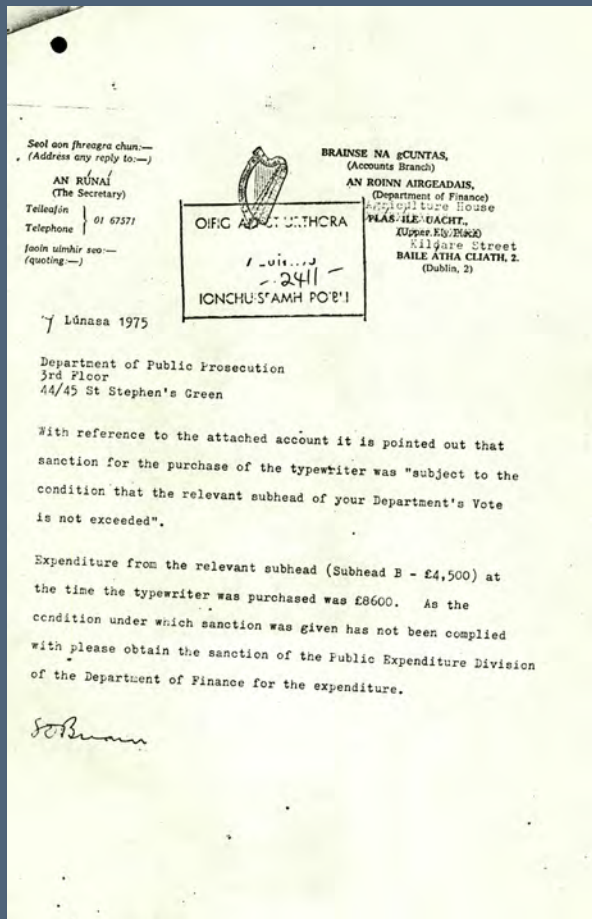 Seol aon fhreagra chun:—
(Address any reply to:—)
AN RÚNAÍ
(The Secretary)
Teileafón
Telephone
01 67571
faoin uimhir seo:—
(quoting:—)
BRAINSE NA gCUNTAS,
(Accounts Branch)
AN ROINN AIRGEADAIS,
(Department of Finance)
Agriculture House
PLÁS ILE UACHT.,
(Upper Ely Place)
Kildare Street
BAILE ÁTHA CLIATH, 2.
(Dublin, 2)
OIFIG
2411
7 Lúnasa 1975
Department of Public Prosecution
3rd Floor
44/45 St Stephen's Green
With reference to the attached account it is pointed out that
sanction for the purchase of the typewriter was "subject to the
condition that the relevant subhead of your Department's Vote
is not exceeded".
Expenditure from the relevant subhead (Subhead B - £4,500) at
the time the typewriter was purchased was £8600. As the
condition under which sanction was given has not been complied
with please obtain the sanction of the Public Expenditure Division
of the Department of Finance for the expenditure.